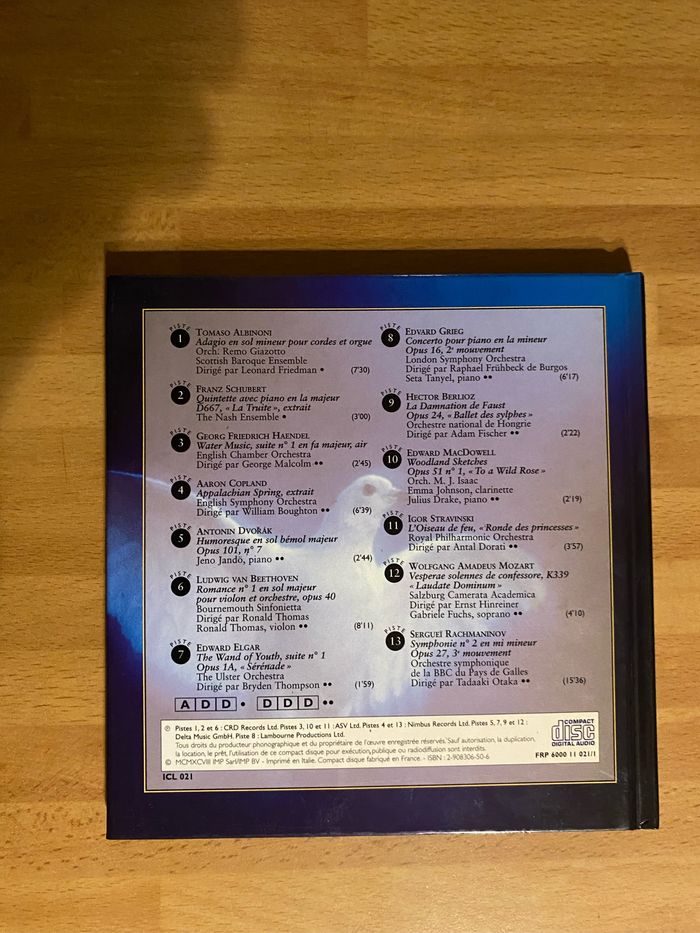 PISTE
1
TOMASO ALBINONI
Adagio en sol mineur pour cordes et orgue
Orch. Remo Giazotto
Scottish Baroque Ensemble
Dirigé par Leonard Friedman • (7'30)
PISTE
2
FRANZ SCHUBERT
Quintette avec piano en la majeur
D667, « La Truite », extrait
The Nash Ensemble • (3'00)
PISTE
3
GEORG FRIEDRICH HAENDEL
Water Music, suite n° 1 en fa majeur, air
English Chamber Orchestra
Dirigé par George Malcolm •• (2'45)
PISTE
4
AARON COPLAND
Appalachian Spring, extrait
English Symphony Orchestra
Dirigé par William Boughton •• (6'39)
PISTE
5
ANTONIN DVOŘÁK
Humoresque en sol bémol majeur
Opus 101, n° 7
Jeno Jandö, piano •• (2'44)
PISTE
6
LUDWIG VAN BEETHOVEN
Romance n° 1 en sol majeur
pour violon et orchestre, opus 40
Bournemouth Sinfonietta
Dirigé par Ronald Thomas
Ronald Thomas, violon •• (8'11)
PISTE
7
EDWARD ELGAR
The Wand of Youth, suite n° 1
Opus 1A, « Sérénade »
The Ulster Orchestra
Dirigé par Bryden Thompson •• (1'59)
PISTE
8
EDVARD GRIEG
Concerto pour piano en la mineur
Opus 16, 2e mouvement
London Symphony Orchestra
Dirigé par Raphael Frühbeck de Burgos
Seta Tanyel, piano •• (6'17)
PISTE
9
HECTOR BERLIOZ
La Damnation de Faust
Opus 24, « Ballet des sylphes »
Orchestre national de Hongrie
Dirigé par Adam Fischer •• (2'22)
PISTE
10
EDWARD MACDOWELL
Woodland Sketches
Opus 51 n° 1, « To a Wild Rose »
Orch. M. J. Isaac
Emma Johnson, clarinette
Julius Drake, piano •• (2'19)
PISTE
11
IGOR STRAVINSKI
L'Oiseau de feu, « Ronde des princesses »
Royal Philharmonic Orchestra
Dirigé par Antal Dorati •• (3'57)
PISTE
12
WOLFGANG AMADEUS MOZART
Vesperae solennes de confessore, K339
« Laudate Dominum »
Salzburg Camerata Academica
Dirigé par Ernst Hinreiner
Gabriele Fuchs, soprano •• (4'10)
PISTE
13
SERGUEÏ RACHMANINOV
Symphonie n° 2 en mi mineur
Opus 27, 3e mouvement
Orchestre symphonique
de la BBC du Pays de Galles
Dirigé par Tadaaki Otaka •• (15'36)
A D D • D D D ••
℗ Pistes 1, 2 et 6 : CRD Records Ltd. Pistes 3, 10 et 11 : ASV Ltd. Pistes 4 et 13 : Nimbus Records Ltd. Pistes 5, 7, 9 et 12 :
Delta Music GmbH. Piste 8 : Lambourne Productions Ltd.
Tous droits du producteur phonographique et du propriétaire de l'œuvre enregistrée réservés. Sauf autorisation, la duplication,
la location, le prêt, l'utilisation de ce compact disque pour exécution, publique ou radiodiffusion sont interdits.
© MCMXCVIII IMP Sarl/IMP BV - Imprimé en Italie. Compact disque fabriqué en France. - ISBN : 2-908306-50-6
COMPACT
disc
DIGITAL AUDIO
FRP 6000 11 021/1
ICL 021